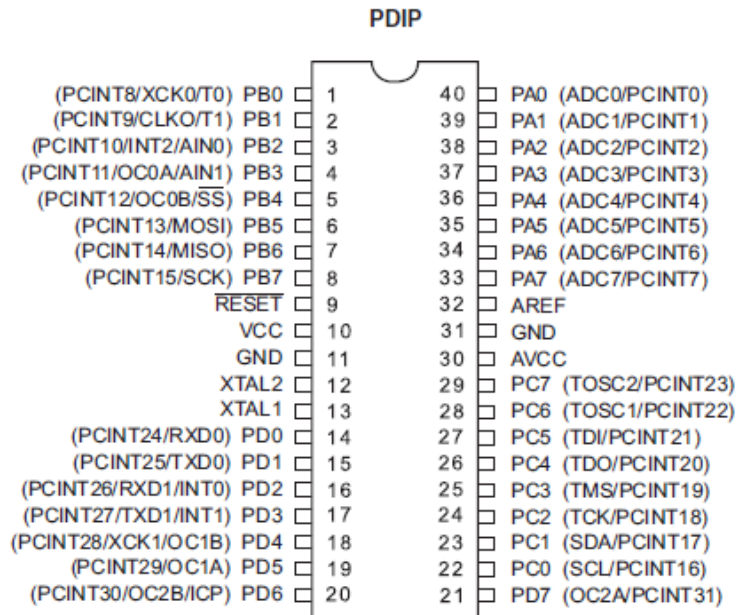 PDIP
(PCINT8/XCK0/T0) PB0 1 40 PA0 (ADC0/PCINT0)
(PCINT9/CLKO/T1) PB1 2 39 PA1 (ADC1/PCINT1)
(PCINT10/INT2/AIN0) PB2 3 38 PA2 (ADC2/PCINT2)
(PCINT11/OC0A/AIN1) PB3 4 37 PA3 (ADC3/PCINT3)
(PCINT12/OC0B/SS) PB4 5 36 PA4 (ADC4/PCINT4)
(PCINT13/MOSI) PB5 6 35 PA5 (ADC5/PCINT5)
(PCINT14/MISO) PB6 7 34 PA6 (ADC6/PCINT6)
(PCINT15/SCK) PB7 8 33 PA7 (ADC7/PCINT7)
RESET 9 32 AREF
VCC 10 31 GND
GND 11 30 AVCC
XTAL2 12 29 PC7 (TOSC2/PCINT23)
XTAL1 13 28 PC6 (TOSC1/PCINT22)
(PCINT24/RXD0) PD0 14 27 PC5 (TDI/PCINT21)
(PCINT25/TXD0) PD1 15 26 PC4 (TDO/PCINT20)
(PCINT26/RXD1/INT0) PD2 16 25 PC3 (TMS/PCINT19)
(PCINT27/TXD1/INT1) PD3 17 24 PC2 (TCK/PCINT18)
(PCINT28/XCK1/OC1B) PD4 18 23 PC1 (SDA/PCINT17)
(PCINT29/OC1A) PD5 19 22 PC0 (SCL/PCINT16)
(PCINT30/OC2B/ICP) PD6 20 21 PD7 (OC2A/PCINT31)